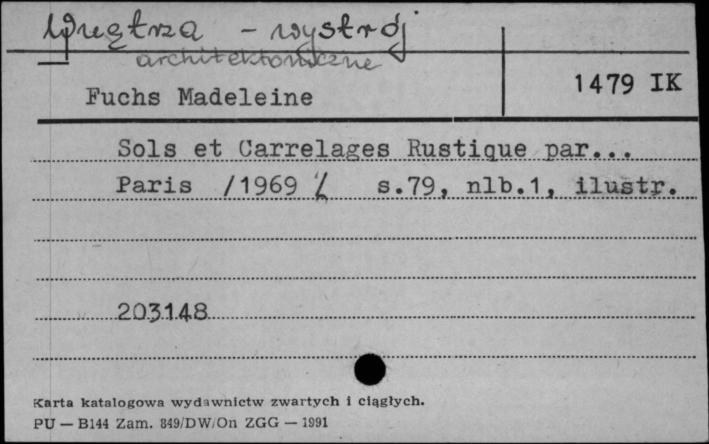 Wnętrza - wystrój
architektoniczne
1479 IK
Fuchs Madeleine
Sols et Carrelages Rustique par...
Paris /1969/ s.79, nlb.1, ilustr.
203148
Karta katalogowa wydawnictw zwartych i ciągłych.
PU — B144 Zam. 849/DW/On ZGG — 1991